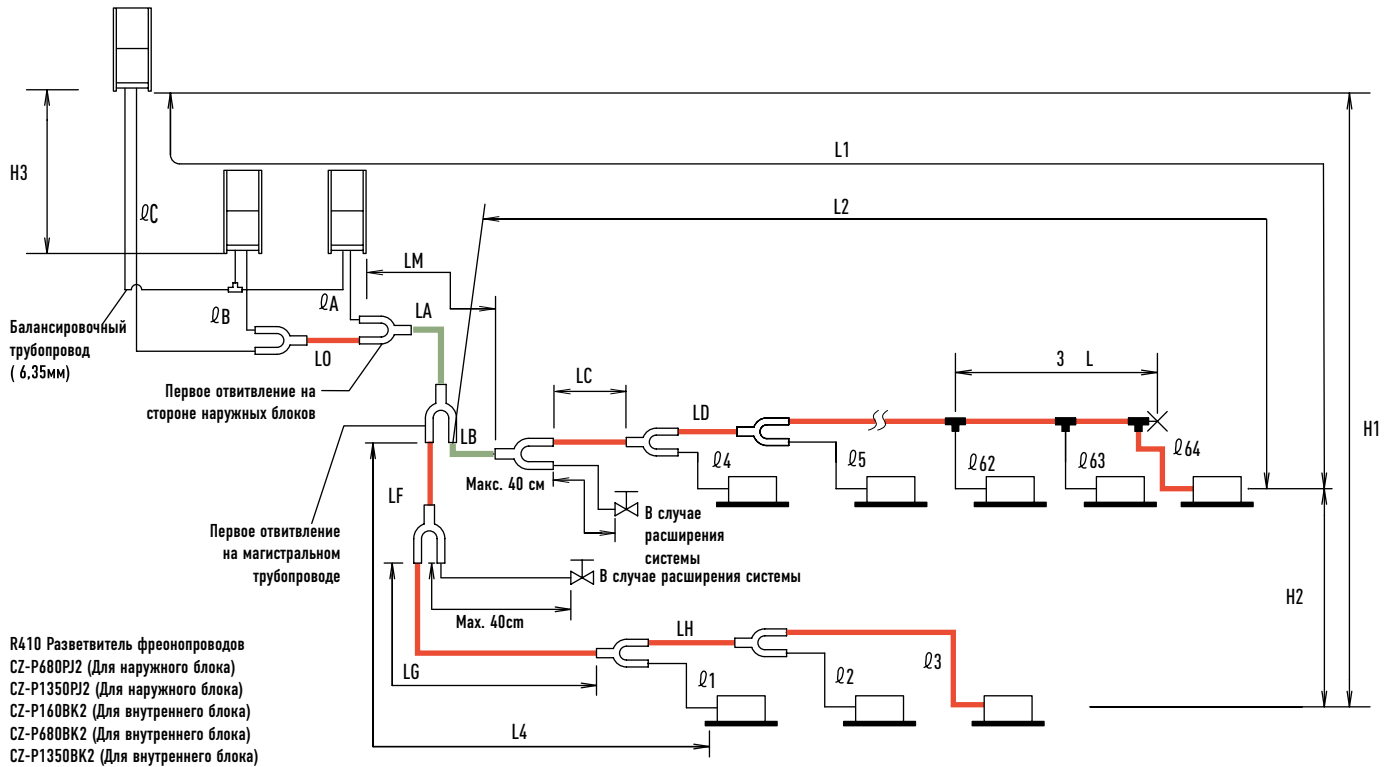 H3
ℓC
L1
H1
L2
LM
ℓB
ℓA
LA
LO
Балансировочный
трубопровод
( 6,35мм)
Первое отвитвление на
стороне наружных блоков
LC
LD
3 L
LB
ℓ4
ℓ5
ℓ62
ℓ63
ℓ64
Макс. 40 см
В случае
расширения
системы
LF
Первое отвитвление
на магистральном
трубопроводе
В случае расширения системы
Max. 40cm
H2
LG
LH
ℓ1
ℓ2
ℓ3
L4
R410 Разветвитель фреонопроводов
CZ-P680PJ2 (Для наружного блока)
CZ-P1350PJ2 (Для наружного блока)
CZ-P160BK2 (Для внутреннего блока)
CZ-P680BK2 (Для внутреннего блока)
CZ-P1350BK2 (Для внутреннего блока)